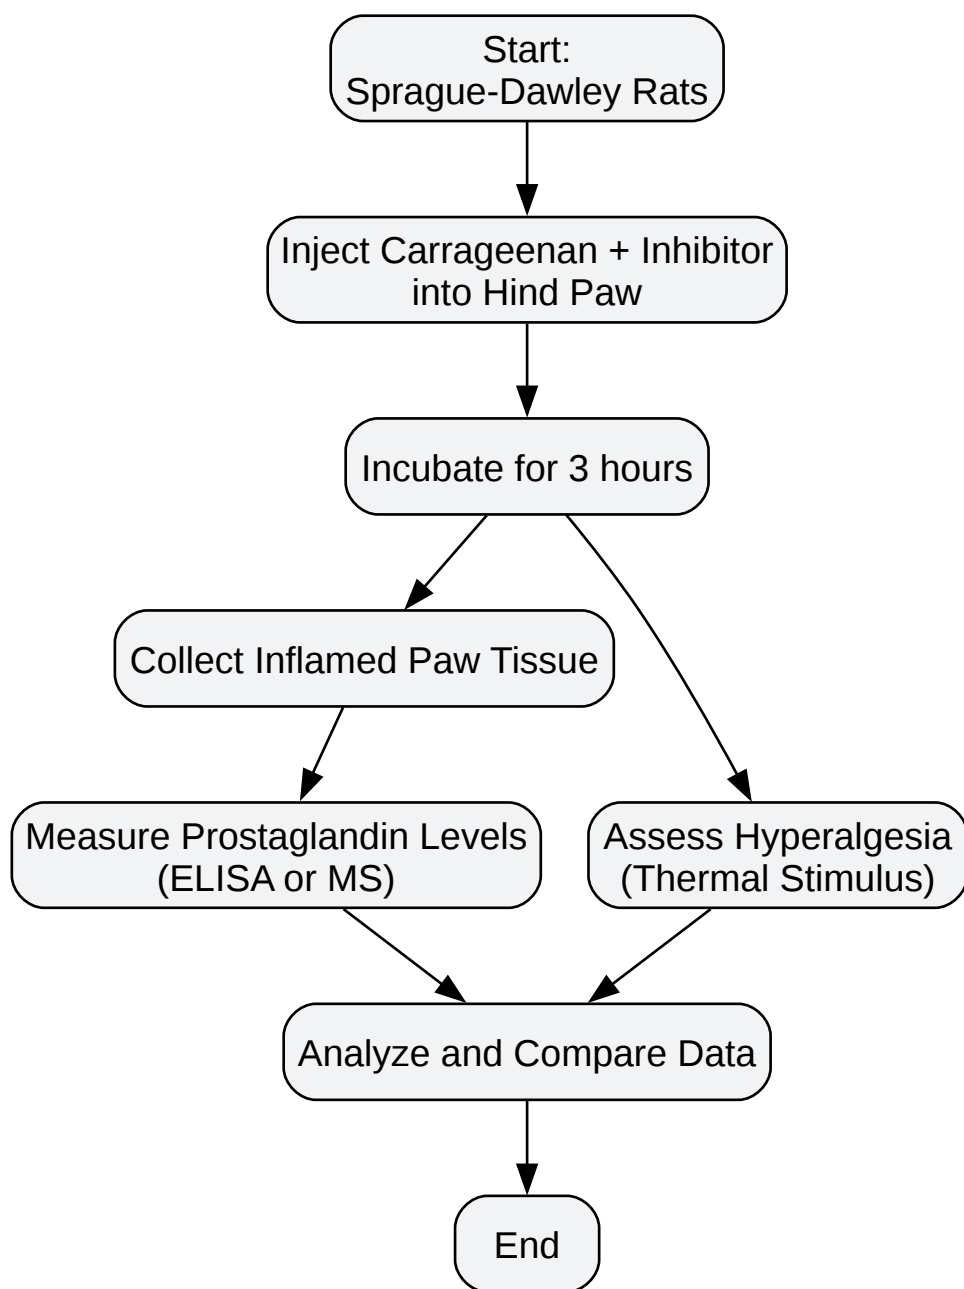 Start:
Sprague-Dawley Rats
Inject Carrageenan + Inhibitor
into Hind Paw
Incubate for 3 hours
Collect Inflamed Paw Tissue
Measure Prostaglandin Levels
(ELISA or MS)
Assess Hyperalgesia
(Thermal Stimulus)
Analyze and Compare Data
End